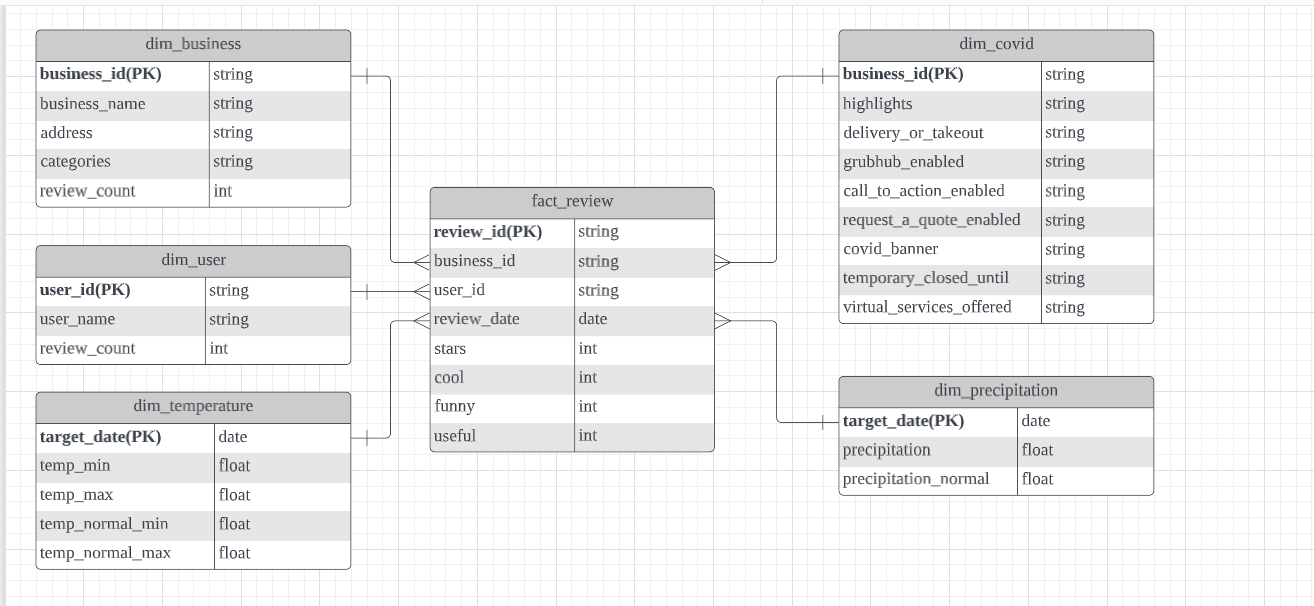 dim_business
business_id(PK) string
business_name string
address string
categories string
review_count int
dim_user
user_id(PK) string
user_name string
review_count int
dim_temperature
target_date(PK) date
temp_min float
temp_max float
temp_normal_min float
temp_normal_max float
fact_review
review_id(PK) string
business_id string
user_id string
review_date date
stars int
cool int
funny int
useful int
dim_covid
business_id(PK) string
highlights string
delivery_or_takeout string
grubhub_enabled string
call_to_action_enabled string
request_a_quote_enabled string
covid_banner string
temporary_closed_until string
virtual_services_offered string
dim_precipitation
target_date(PK) date
precipitation float
precipitation_normal float